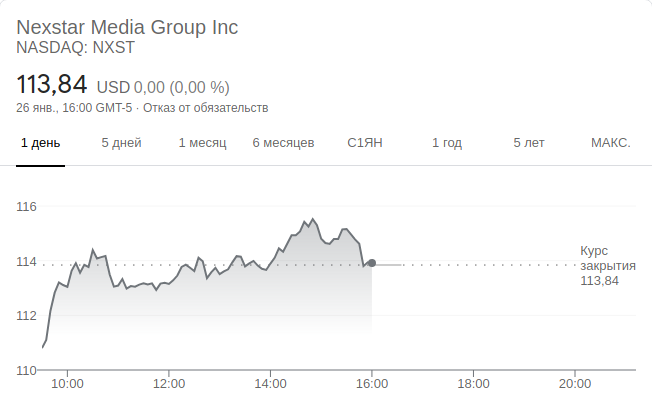 Nexstar Media Group Inc
NASDAQ: NXST
113,84 USD 0,00 (0,00 %)
26 янв., 16:00 GMT-5 · Отказ от обязательств
1 день 5 дней 1 месяц 6 месяцев С1ЯН 1 год 5 лет МАКС.
116
114
112
110
Курс
закрытия
113,84
10:00 12:00 14:00 16:00 18:00 20:00